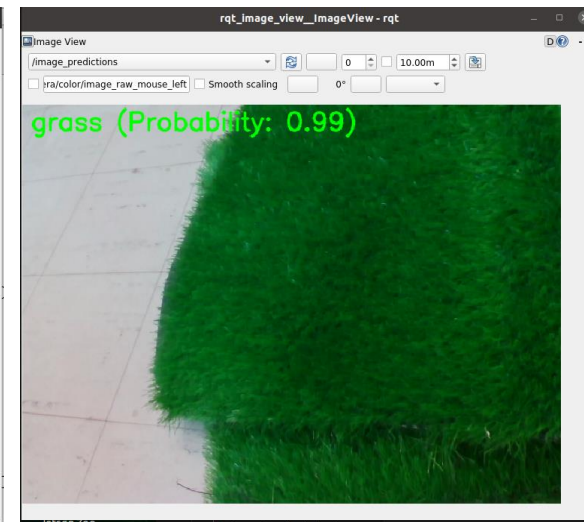 rqt_image_view__ImageView - rqt
Image View
D
/image_predictions
0
10.00m
era/color/image_raw_mouse_left
Smooth scaling
0°
grass (Probability: 0.99)